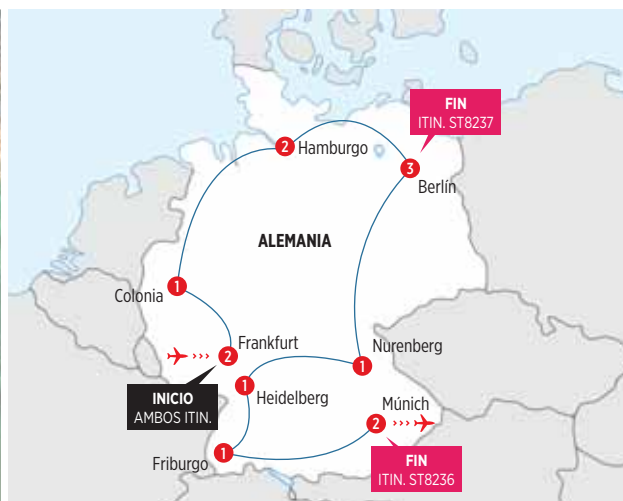 FIN
ITIN. ST8237
2
Hamburgo
3
Berlín
ALEMANIA
1
Colonia
Frankfurt
2
Nurenberg
1
INICIO
AMBOS ITIN.
1
Heidelberg
Múnich
2
1
Friburgo
FIN
ITIN. ST8236